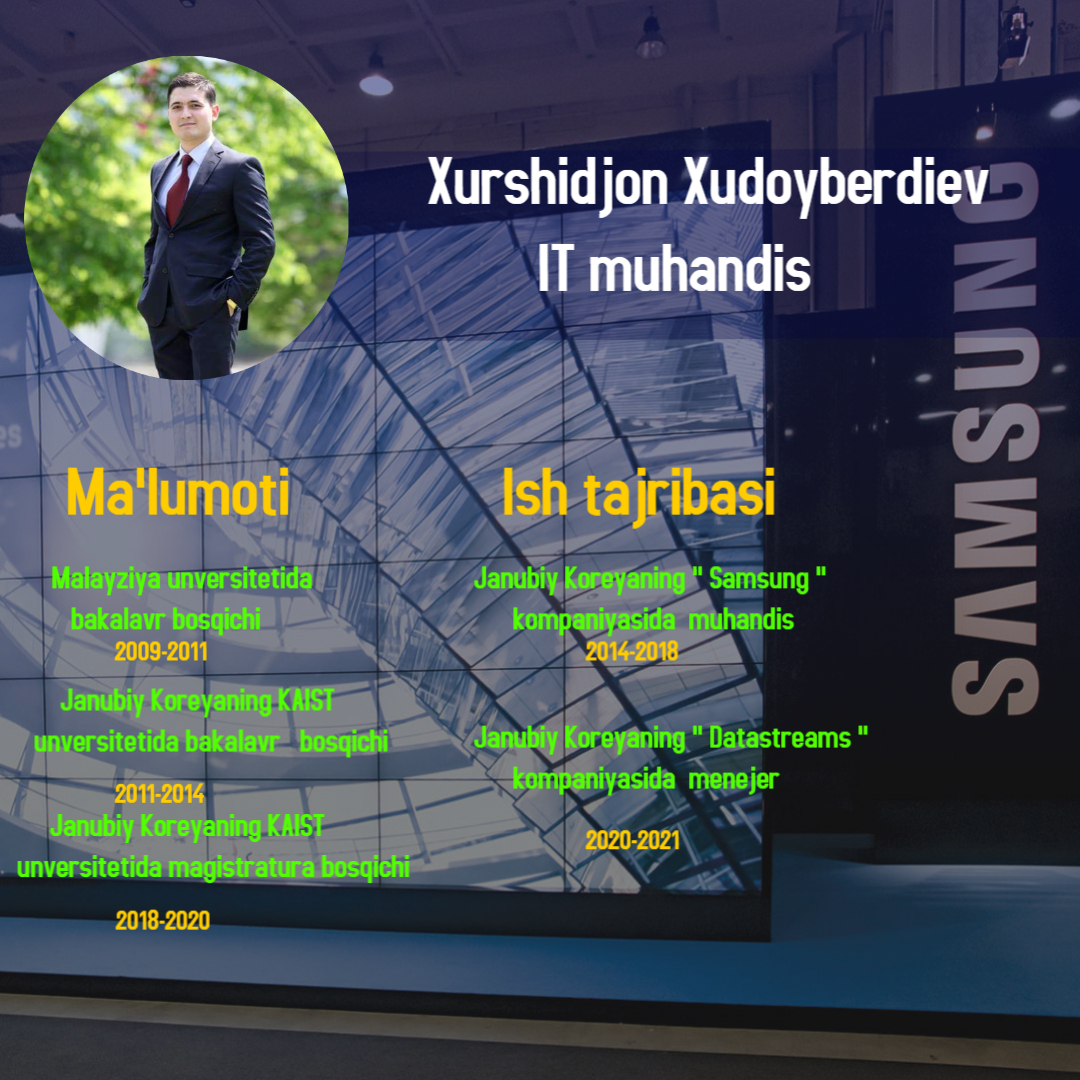 Xurshidjon Xudoyberdiev
IT muhandis
SAMSUNG
Ma'lumoti
Malayziya unversitetida
bakalavr bosqichi
2009-2011
Janubiy Koreyaning KAIST
unversitetida bakalavr bosqichi
2011-2014
Janubiy Koreyaning KAIST
unversitetida magistratura bosqichi
2018-2020
Ish tajribasi
Janubiy Koreyaning " Samsung "
kompaniyasida muhandis
2014-2018
Janubiy Koreyaning " Datastreams "
kompaniyasida menejer
2020-2021